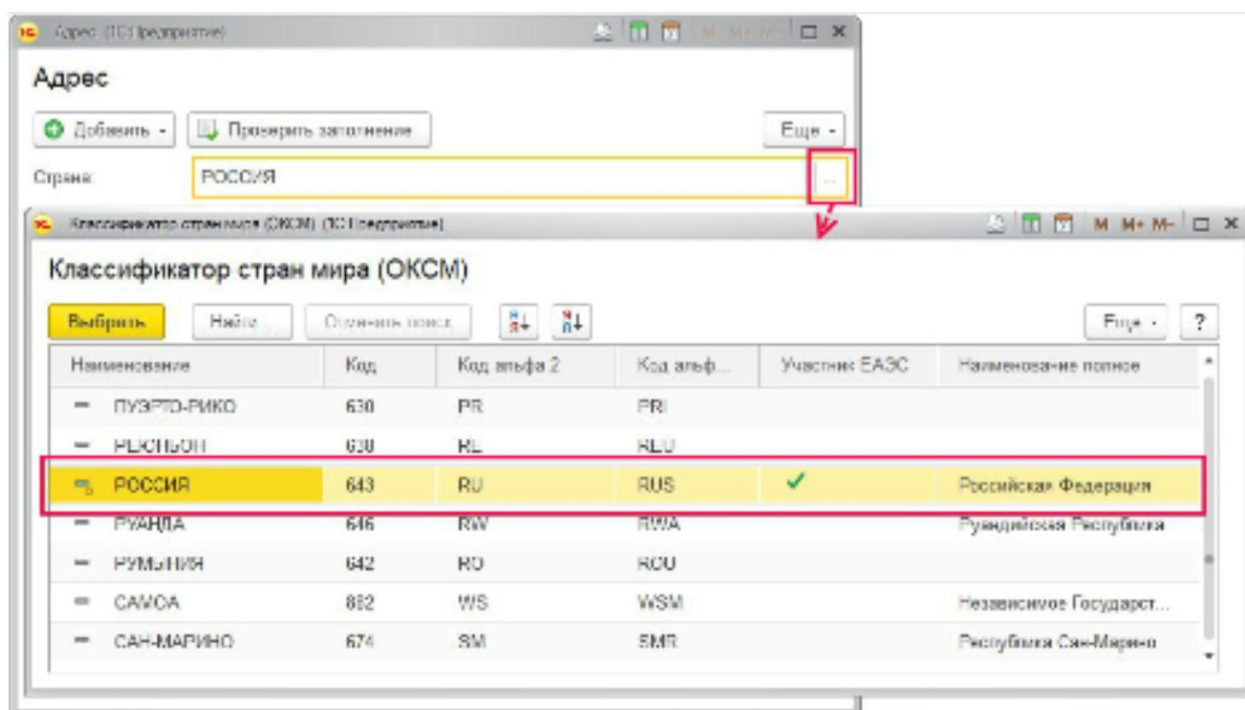 1С Адрес (1С:Предприятие) M M+ M-
Адрес
Добавить Проверить заполнение Еще
Страна: РОССИЯ ...
1С Классификатор стран мира (ОКСМ) (1С:Предприятие) M M+ M-
Классификатор стран мира (ОКСМ)
Выбрать Найти... Отменить поиск Еще ?
Наименование Код Код альфа 2 Код альф... Участник ЕАЭС Наименование полное
ПУЭРТО-РИКО 630 PR PRI
РЕЮНЬОН 638 RE REU
РОССИЯ 643 RU RUS Российская Федерация
РУАНДА 646 RW RWA Руандийская Республика
РУМЫНИЯ 642 RO ROU
САМОА 882 WS WSM Независимое Государст...
САН-МАРИНО 674 SM SMR Республика Сан-Марино